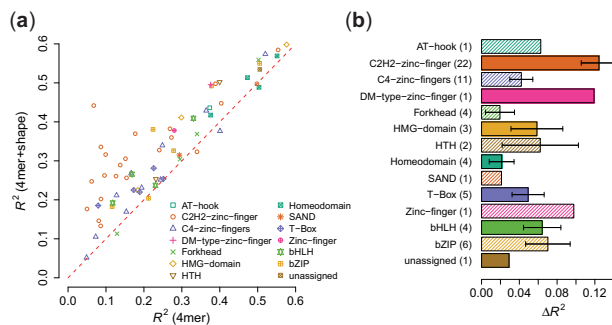 (a)
R² (4mer+shape)
0.6
0.5
0.4
0.3
0.2
0.1
0.0
AT-hook
C2H2-zinc-finger
C4-zinc-fingers
DM-type-zinc-finger
Forkhead
HMG-domain
HTH
Homeodomain
SAND
T-Box
Zinc-finger
bHLH
bZIP
unassigned
0.0 0.1 0.2 0.3 0.4 0.5 0.6
R² (4mer)
(b)
AT-hook (1)
C2H2-zinc-finger (22)
C4-zinc-fingers (11)
DM-type-zinc-finger (1)
Forkhead (4)
HMG-domain (3)
HTH (2)
Homeodomain (4)
SAND (1)
T-Box (5)
Zinc-finger (1)
bHLH (4)
bZIP (6)
unassigned (1)
0.00 0.04 0.08 0.12
ΔR²